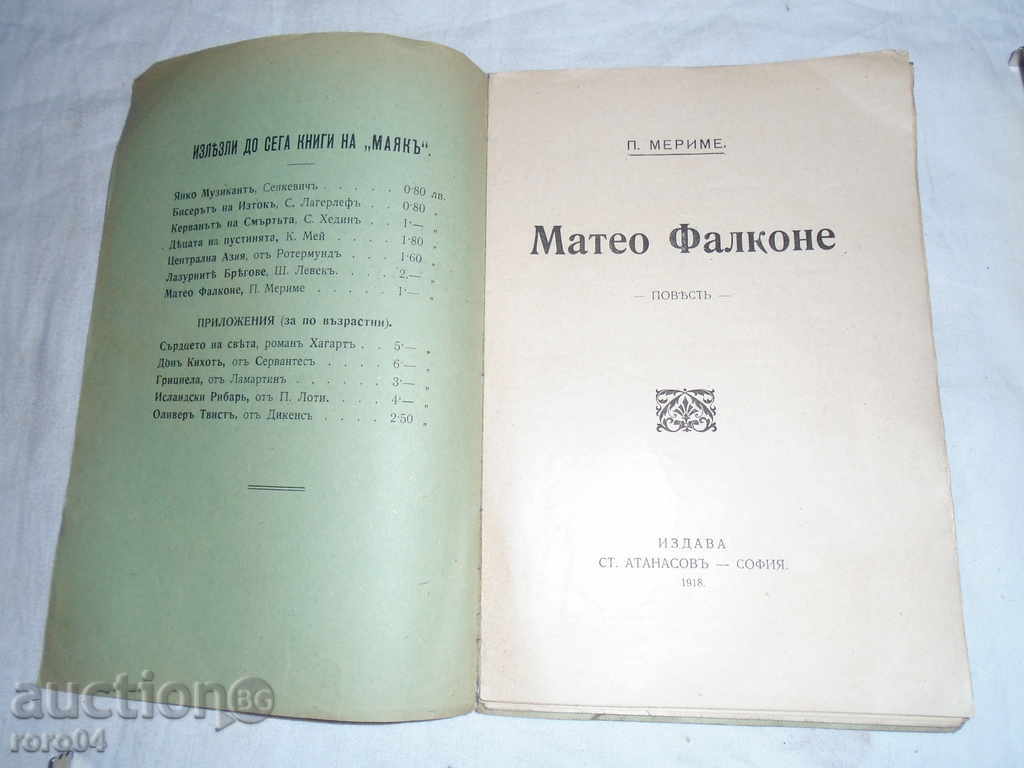 ИЗЛѢЗЛИ ДО СЕГА КНИГИ НА „МАЯКЪ".
Янко Музикантъ, Сенкевичъ . . . . . 0·80 лв.
Бисерътъ на Изтокъ, С. Лагерлефъ . . 0·80 „
Керванътъ на Смъртьта, С. Хединъ . . 1·— „
Дѣцата на пустинята, К. Мей . . . . 1·80 „
Централна Азия, отъ Ротермундъ . . . 1·60 „
Лазурнитѣ Брѣгове, Ш. Левекъ. . . . 2.— „
Матео Фалконе, П. Мериме . . . . . 1·— „
ПРИЛОЖЕНИЯ (за по възрастни).
Сърдцето на свѣта, романъ Хагартъ . . 5·— „
Донъ Кихотъ, отъ Сервантесъ . . . . 6·— „
Грициела, отъ Ламартинъ . . . . . . 3·— „
Исландски Рибарь, отъ П. Лоти. . . . 4·— „
Оливеръ Твистъ, отъ Дикенсъ . . . . 2·50 „
П. МЕРИМЕ.
Матео Фалконе
— ПОВѢСТЬ —
ИЗДАВА
СТ. АТАНАСОВЪ — СОФИЯ.
1918.
auction BG
roro04